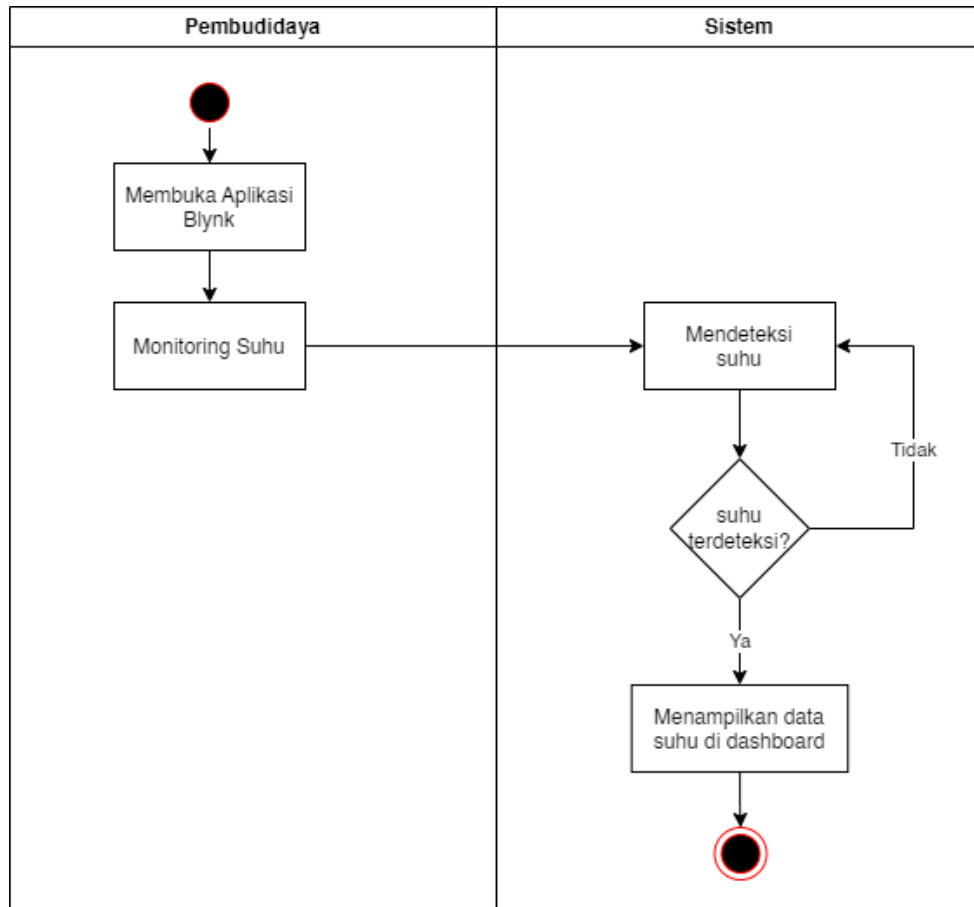 Pembudidaya
Sistem
Membuka Aplikasi
Blynk
Monitoring Suhu
Mendeteksi
suhu
Tidak
suhu
terdeteksi?
Ya
Menampilkan data
suhu di dashboard